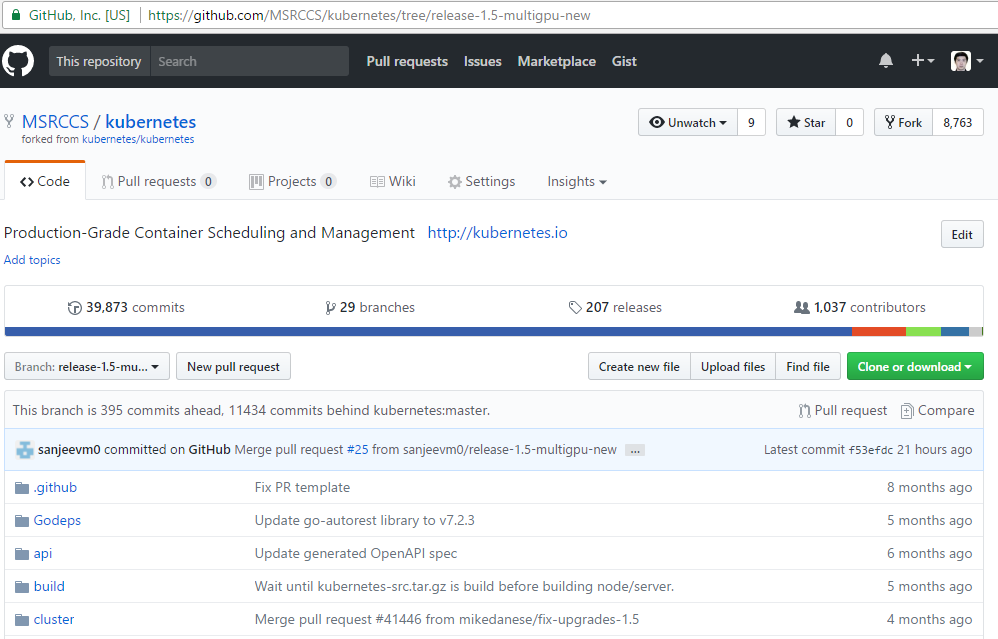 GitHub, Inc. [US] https://github.com/MSRCCS/kubernetes/tree/release-1.5-multigpu-new
This repository Search Pull requests Issues Marketplace Gist
MSRCCS / kubernetes
forked from kubernetes/kubernetes
Unwatch 9 Star 0 Fork 8,763
Code Pull requests 0 Projects 0 Wiki Settings Insights
Production-Grade Container Scheduling and Management http://kubernetes.io Edit
Add topics
39,873 commits 29 branches 207 releases 1,037 contributors
Branch: release-1.5-mu... New pull request Create new file Upload files Find file Clone or download
This branch is 395 commits ahead, 11434 commits behind kubernetes:master. Pull request Compare
sanjeevm0 committed on GitHub Merge pull request #25 from sanjeevm0/release-1.5-multigpu-new ... Latest commit f53efdc 21 hours ago
.github Fix PR template 8 months ago
Godeps Update go-autorest library to v7.2.3 5 months ago
api Update generated OpenAPI spec 6 months ago
build Wait until kubernetes-src.tar.gz is build before building node/server. 5 months ago
cluster Merge pull request #41446 from mikedanese/fix-upgrades-1.5 4 months ago